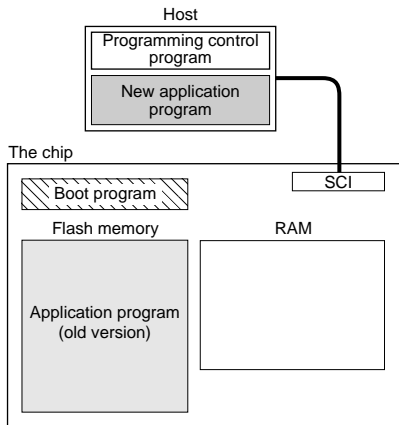 Host
Programming control
program
New application
program
The chip
SCI
Boot program
Flash memory
RAM
Application program
(old version)